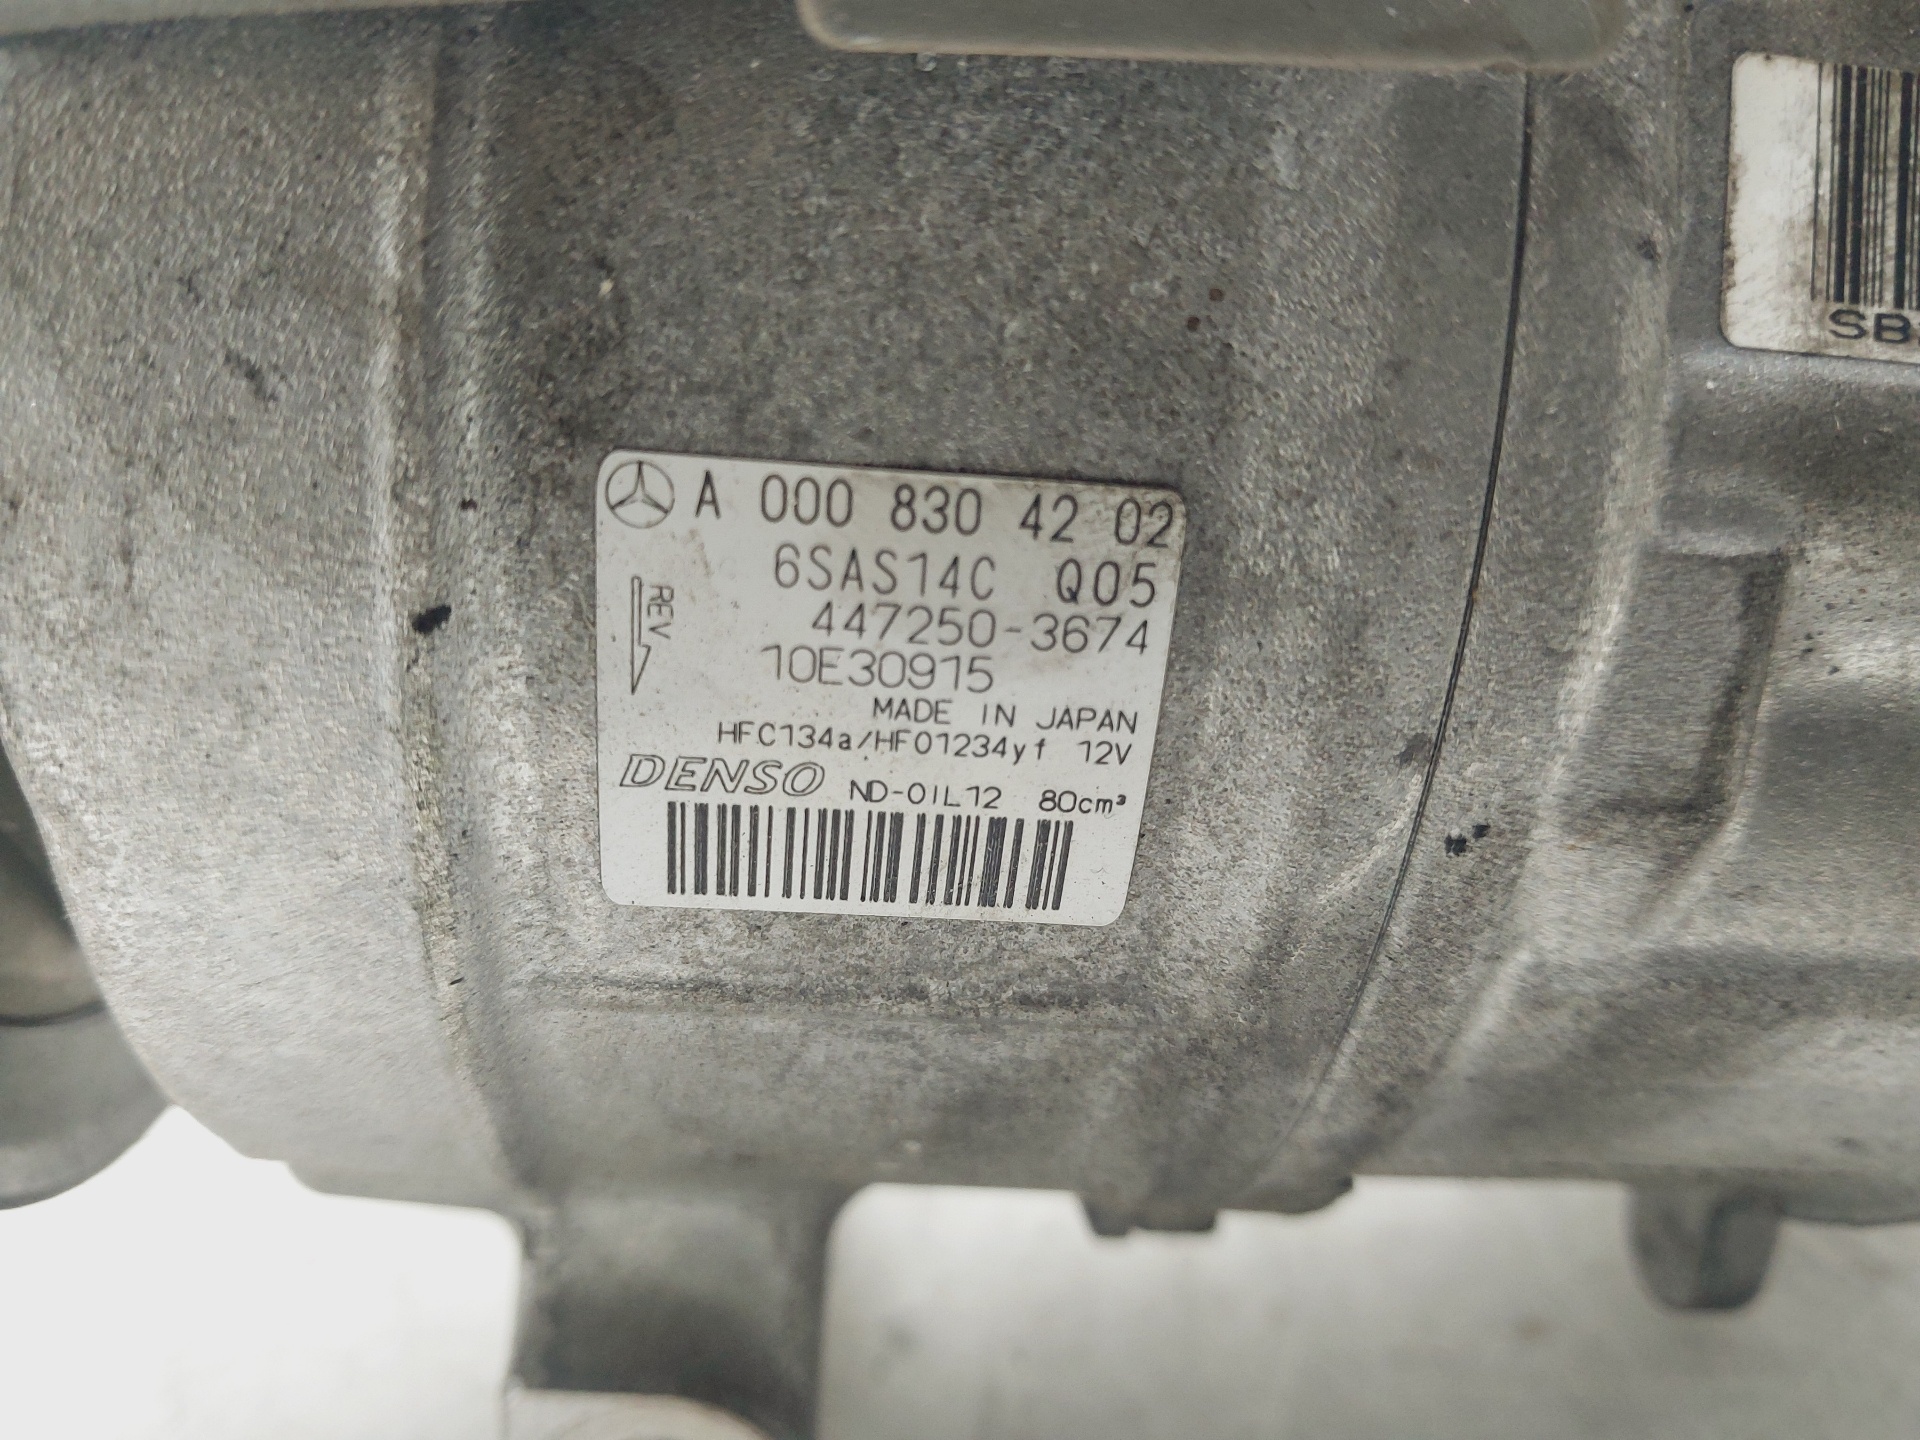 A 000 830 42 02
6SAS14C Q05
REV
447250-3674
10E30915
MADE IN JAPAN
HFC134a/HFO1234yf 12V
DENSO ND-OIL12 80cm³
SB